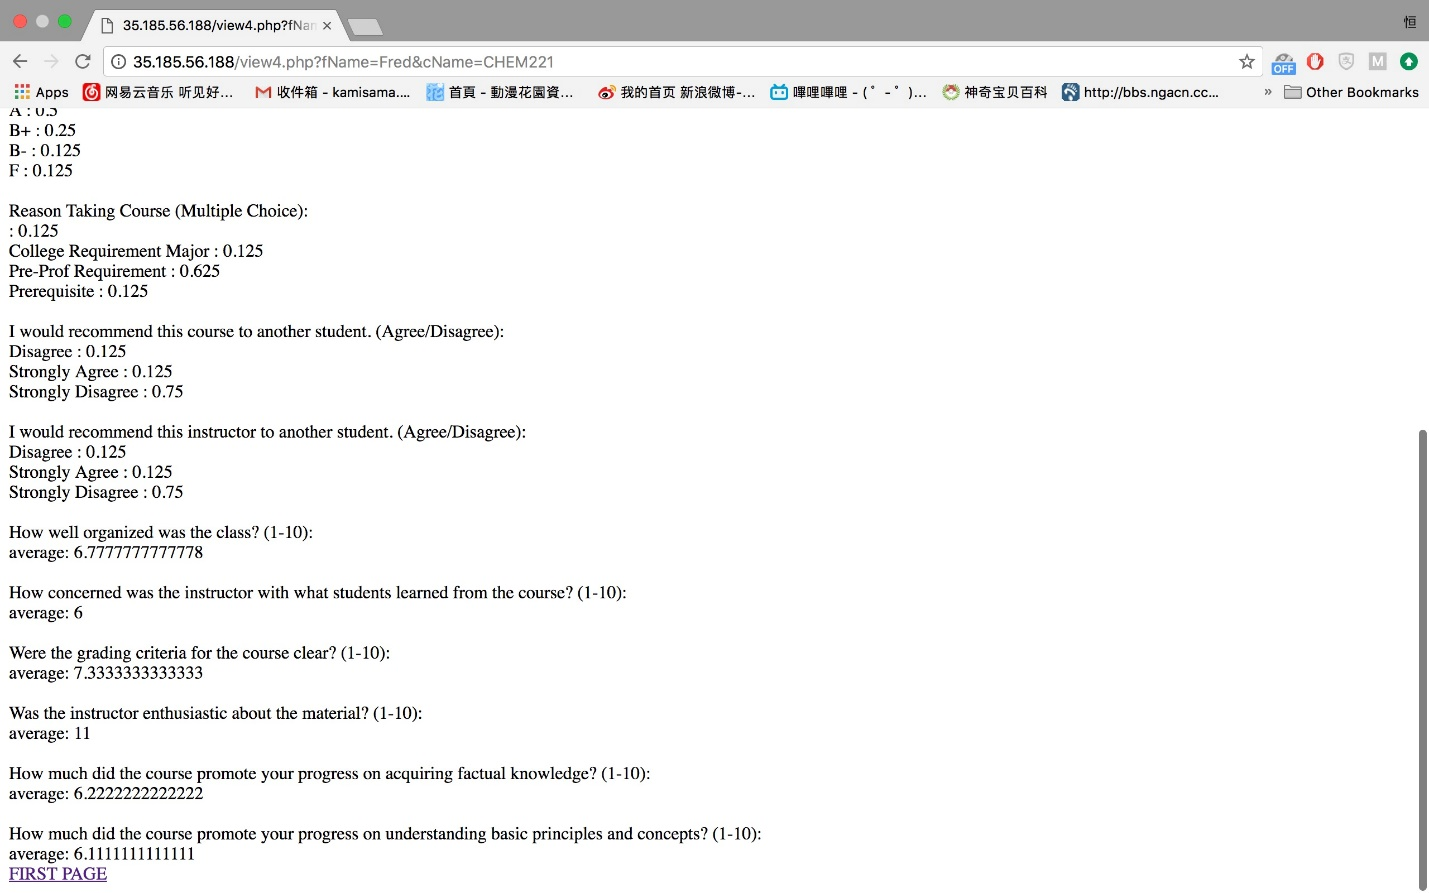 恒
35.185.56.188/view4.php?fNam
35.185.56.188/view4.php?fName=Fred&cName=CHEM221
OFF
M
Apps
网易云音乐 听见好...
收件箱 - kamisama....
首頁 - 動漫花園資...
我的首页 新浪微博-...
嗶哩嗶哩 - ( ゜- ゜)...
神奇宝贝百科
http://bbs.ngacn.cc...
»
Other Bookmarks
A : 0.5
B+ : 0.25
B- : 0.125
F : 0.125
Reason Taking Course (Multiple Choice):
: 0.125
College Requirement Major : 0.125
Pre-Prof Requirement : 0.625
Prerequisite : 0.125
I would recommend this course to another student. (Agree/Disagree):
Disagree : 0.125
Strongly Agree : 0.125
Strongly Disagree : 0.75
I would recommend this instructor to another student. (Agree/Disagree):
Disagree : 0.125
Strongly Agree : 0.125
Strongly Disagree : 0.75
How well organized was the class? (1-10):
average: 6.7777777777778
How concerned was the instructor with what students learned from the course? (1-10):
average: 6
Were the grading criteria for the course clear? (1-10):
average: 7.3333333333333
Was the instructor enthusiastic about the material? (1-10):
average: 11
How much did the course promote your progress on acquiring factual knowledge? (1-10):
average: 6.2222222222222
How much did the course promote your progress on understanding basic principles and concepts? (1-10):
average: 6.1111111111111
FIRST PAGE